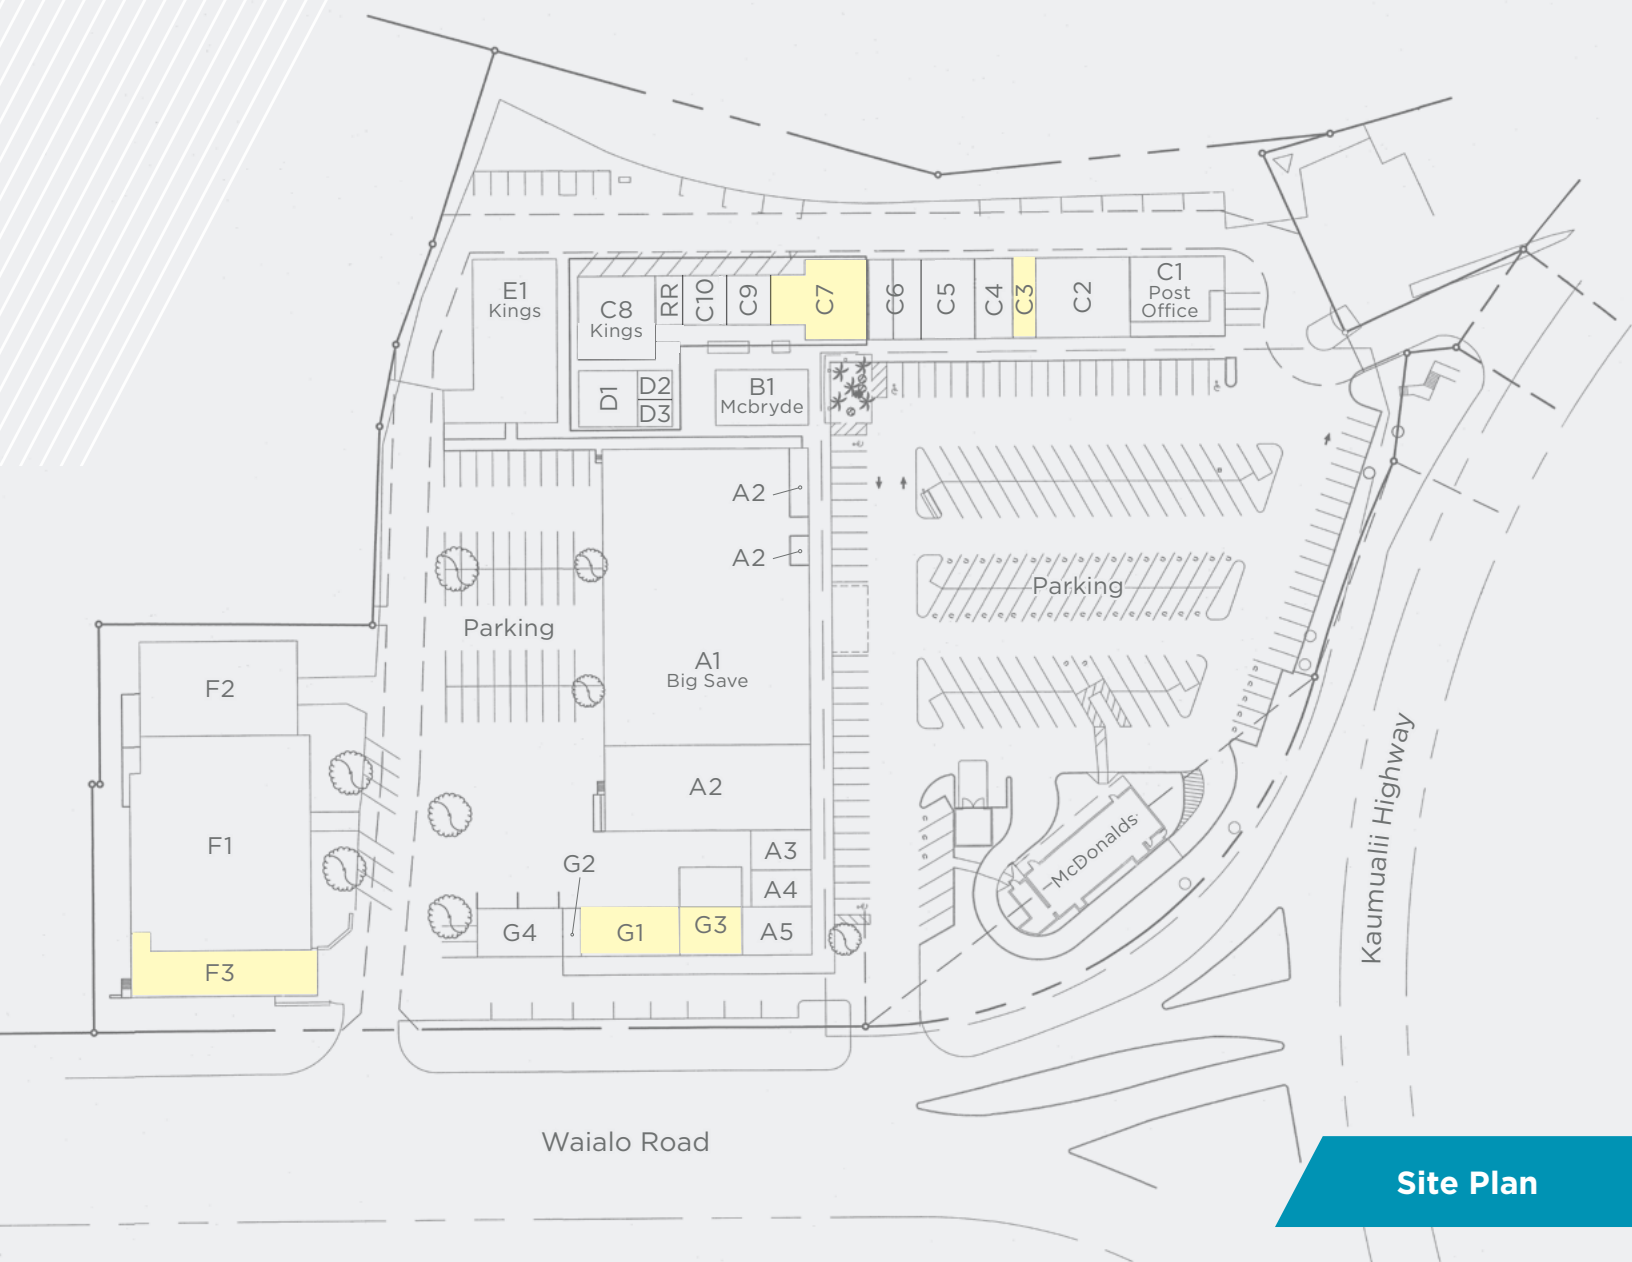 E1
Kings
C8
Kings
RR
C10
C9
C7
C6
C5
C4
C3
C2
C1
Post
Office
D1
D2
D3
B1
Mcbryde
A2
A2
Parking
Parking
A1
Big Save
F2
A2
F1
A3
McDonalds
Kaumualii Highway
G2
A4
G4
G1
G3
A5
F3
Waialo Road
Site Plan